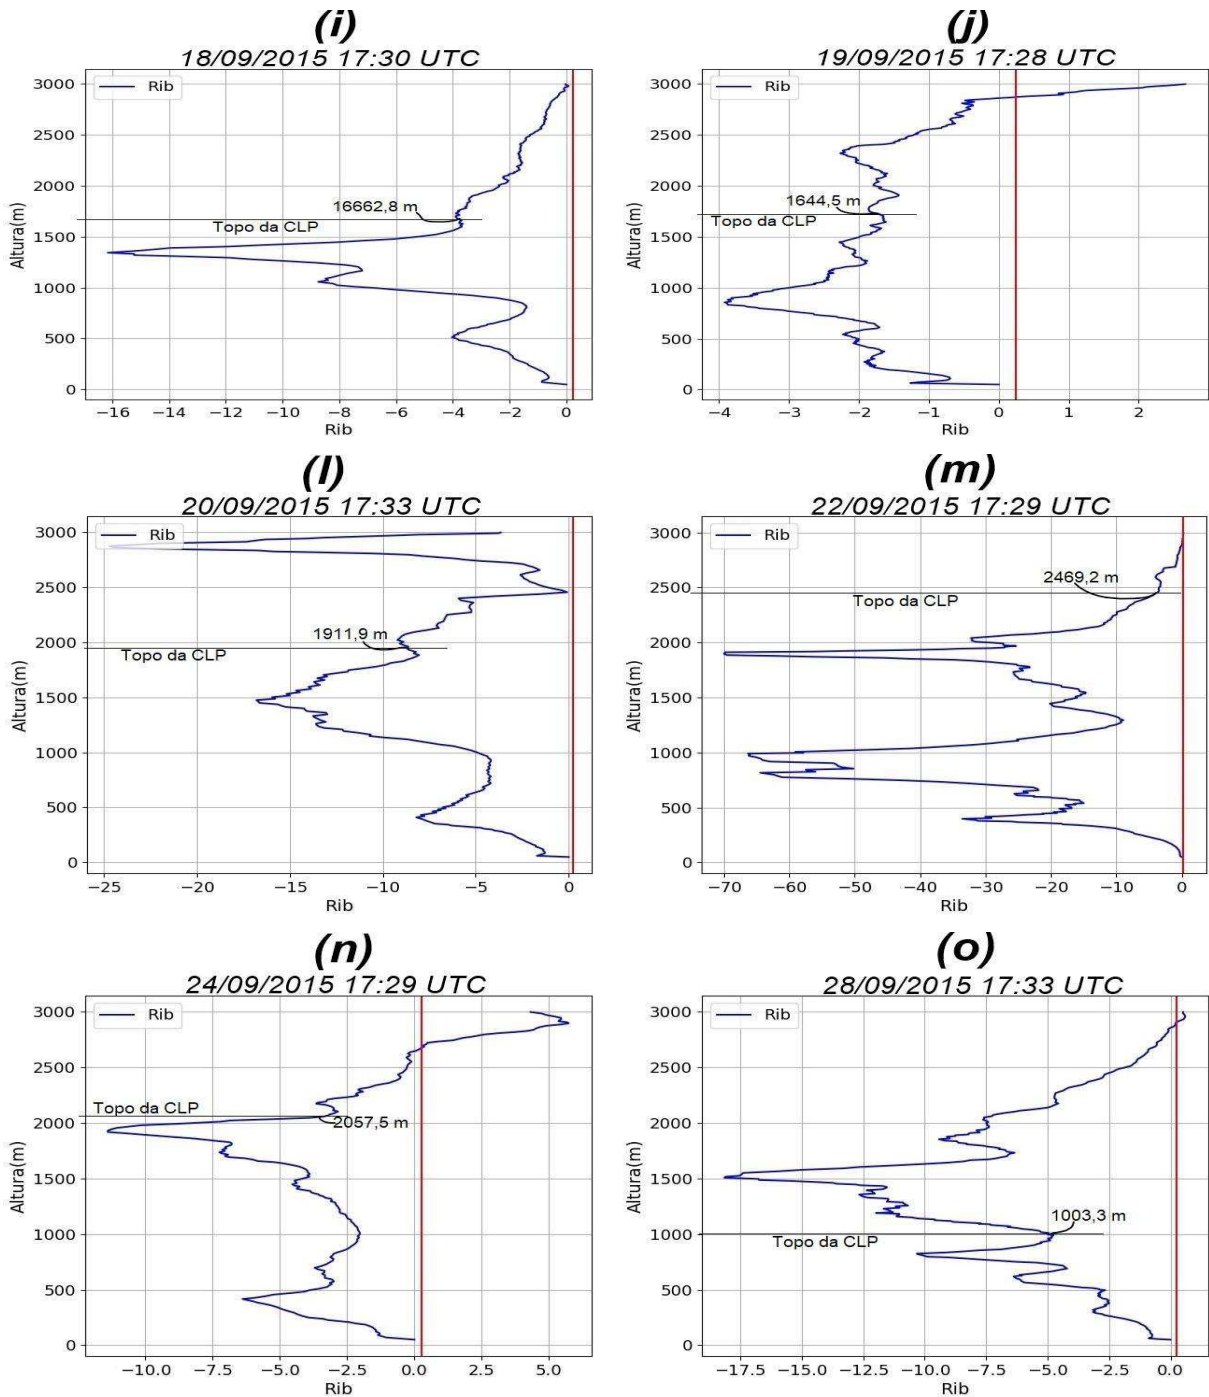 (i)
18/09/2015 17:30 UTC
Rib
3000
2500
2000
1500
1000
500
0
Altura(m)
16662,8 m
Topo da CLP
−16 −14 −12 −10 −8 −6 −4 −2 0
Rib
(j)
19/09/2015 17:28 UTC
Rib
3000
2500
2000
1500
1000
500
0
Altura(m)
1644,5 m
Topo da CLP
−4 −3 −2 −1 0 1 2
Rib
(l)
20/09/2015 17:33 UTC
Rib
3000
2500
2000
1500
1000
500
0
Altura(m)
1911,9 m
Topo da CLP
−25 −20 −15 −10 −5 0
Rib
(m)
22/09/2015 17:29 UTC
Rib
3000
2500
2000
1500
1000
500
0
Altura(m)
2469,2 m
Topo da CLP
−70 −60 −50 −40 −30 −20 −10 0
Rib
(n)
24/09/2015 17:29 UTC
Rib
3000
2500
2000
1500
1000
500
0
Altura(m)
Topo da CLP
2057,5 m
−10.0 −7.5 −5.0 −2.5 0.0 2.5 5.0
Rib
(o)
28/09/2015 17:33 UTC
Rib
3000
2500
2000
1500
1000
500
0
Altura(m)
1003,3 m
Topo da CLP
−17.5 −15.0 −12.5 −10.0 −7.5 −5.0 −2.5 0.0
Rib